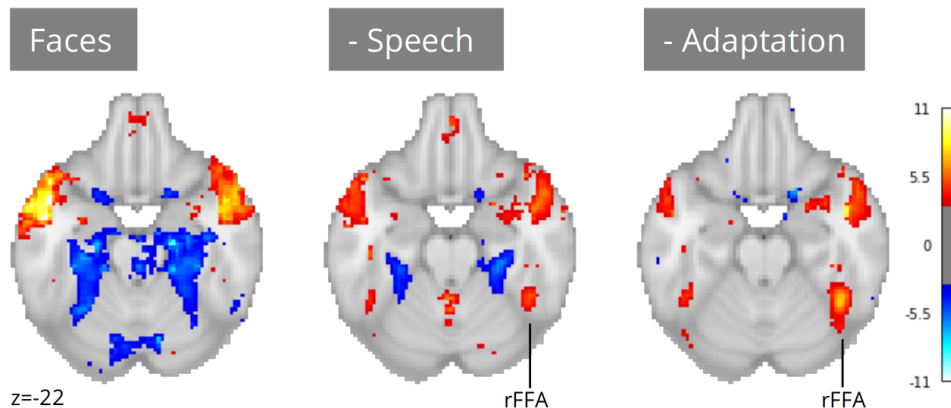 Faces
- Speech
- Adaptation
11
5.5
0
-5.5
-11
z=-22
rFFA
rFFA